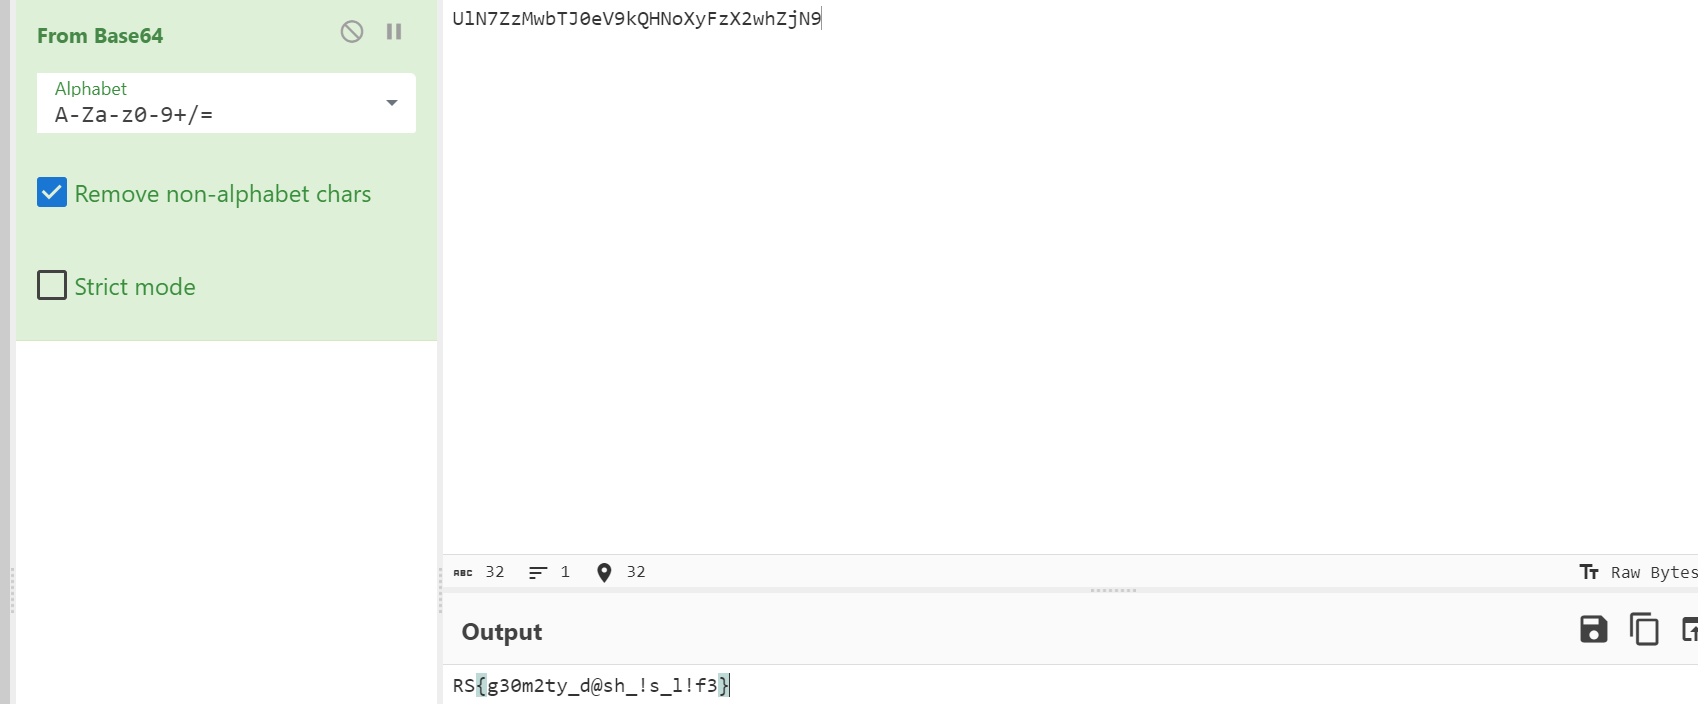 From Base64
Alphabet
A-Za-z0-9+/=
Remove non-alphabet chars
Strict mode
UlN7ZzMwbTJ0eV9kQHNoXyFzX2whZjN9
ABC 32 1 32
Tт Raw Bytes
Output
RS{g30m2ty_d@sh_!s_l!f3}